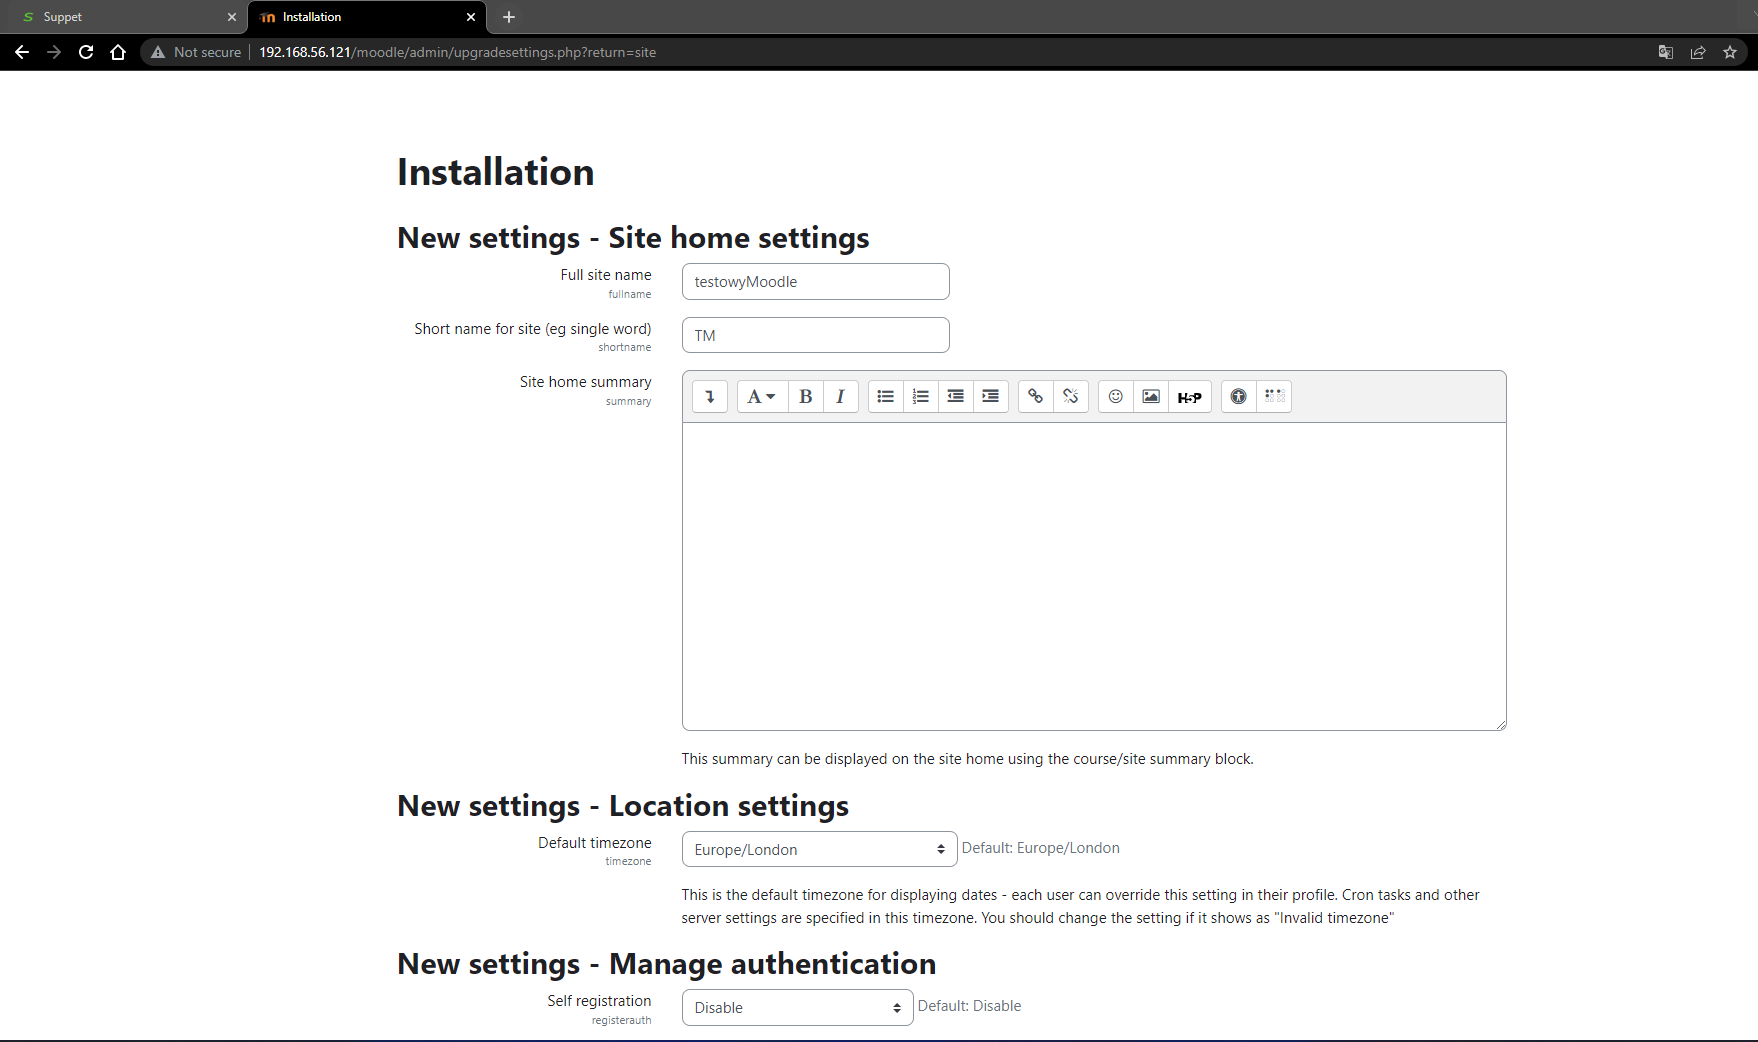 Suppet
Installation
Not secure
192.168.56.121/moodle/admin/upgradesettings.php?return=site
Installation
New settings - Site home settings
Full site name
fullname
testowyMoodle
Short name for site (eg single word)
shortname
TM
Site home summary
summary
A
B
I
H5P
This summary can be displayed on the site home using the course/site summary block.
New settings - Location settings
Default timezone
timezone
Europe/London
Default: Europe/London
This is the default timezone for displaying dates - each user can override this setting in their profile. Cron tasks and other
server settings are specified in this timezone. You should change the setting if it shows as "Invalid timezone"
New settings - Manage authentication
Self registration
registerauth
Disable
Default: Disable